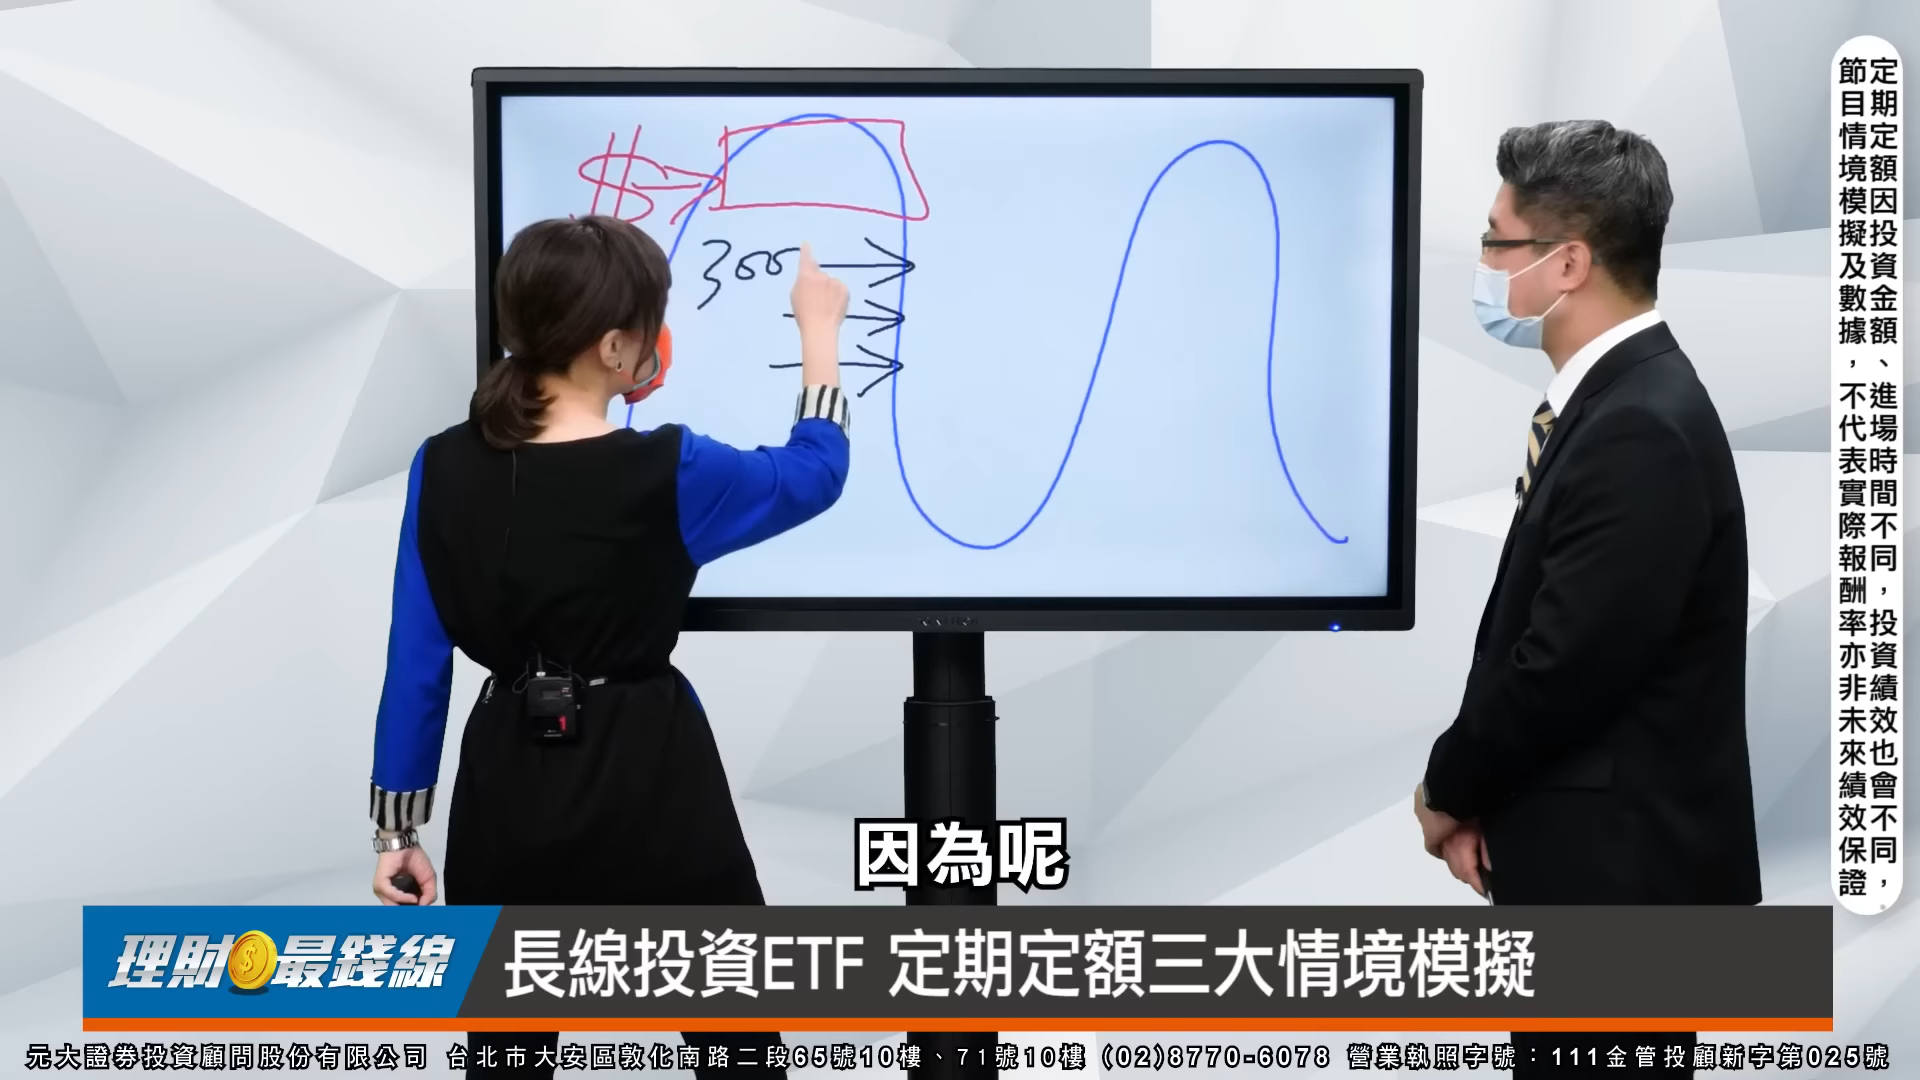 定期定額因投資金額、進場時間不同，投資績效也會不同，
節目情境模擬及數據，不代表實際報酬率亦非未來績效保證。
$
300
因為呢
理財最錢線
長線投資ETF 定期定額三大情境模擬
元大證券投資顧問股份有限公司 台北市大安區敦化南路二段65號10樓、71號10樓 (02)8770-6078 營業執照字號：111金管投顧新字第025號